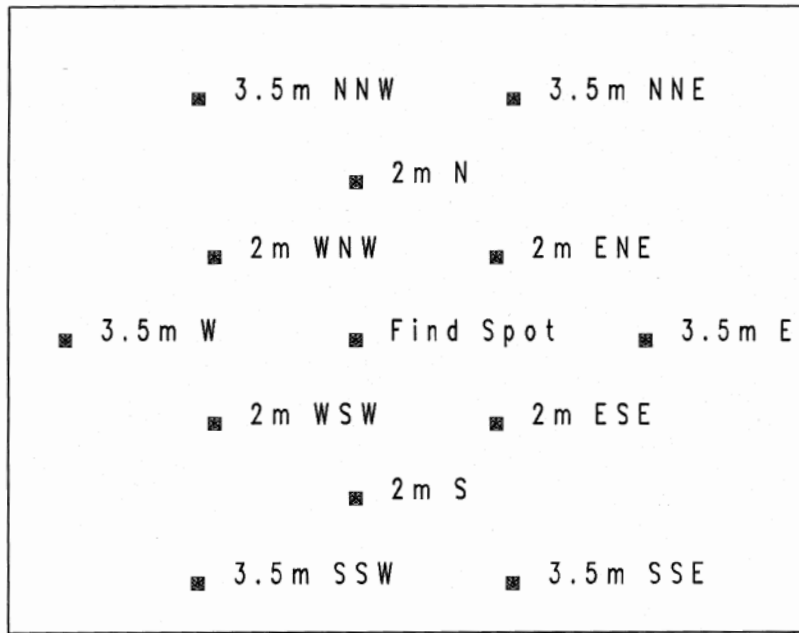 3.5m NNW 3.5m NNE
2m N
2m WNW 2m ENE
3.5m W Find Spot 3.5m E
2m WSW 2m ESE
2m S
3.5m SSW 3.5m SSE